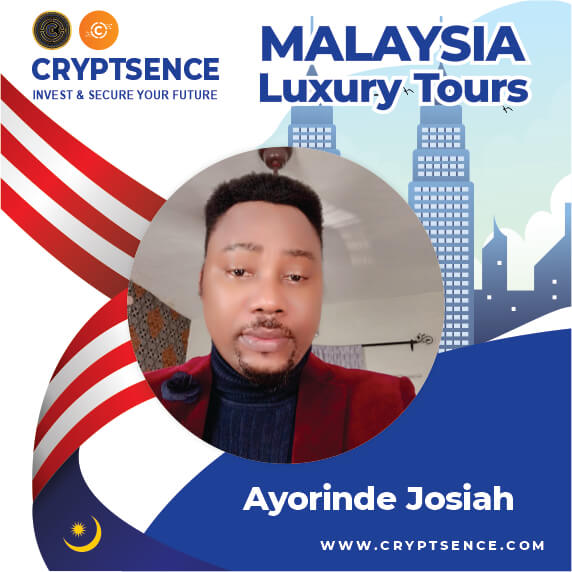 CRYPTSENCE
INVEST & SECURE YOUR FUTURE
MALAYSIA
Luxury Tours
Ayorinde Josiah
WWW.CRYPTSENCE.COM